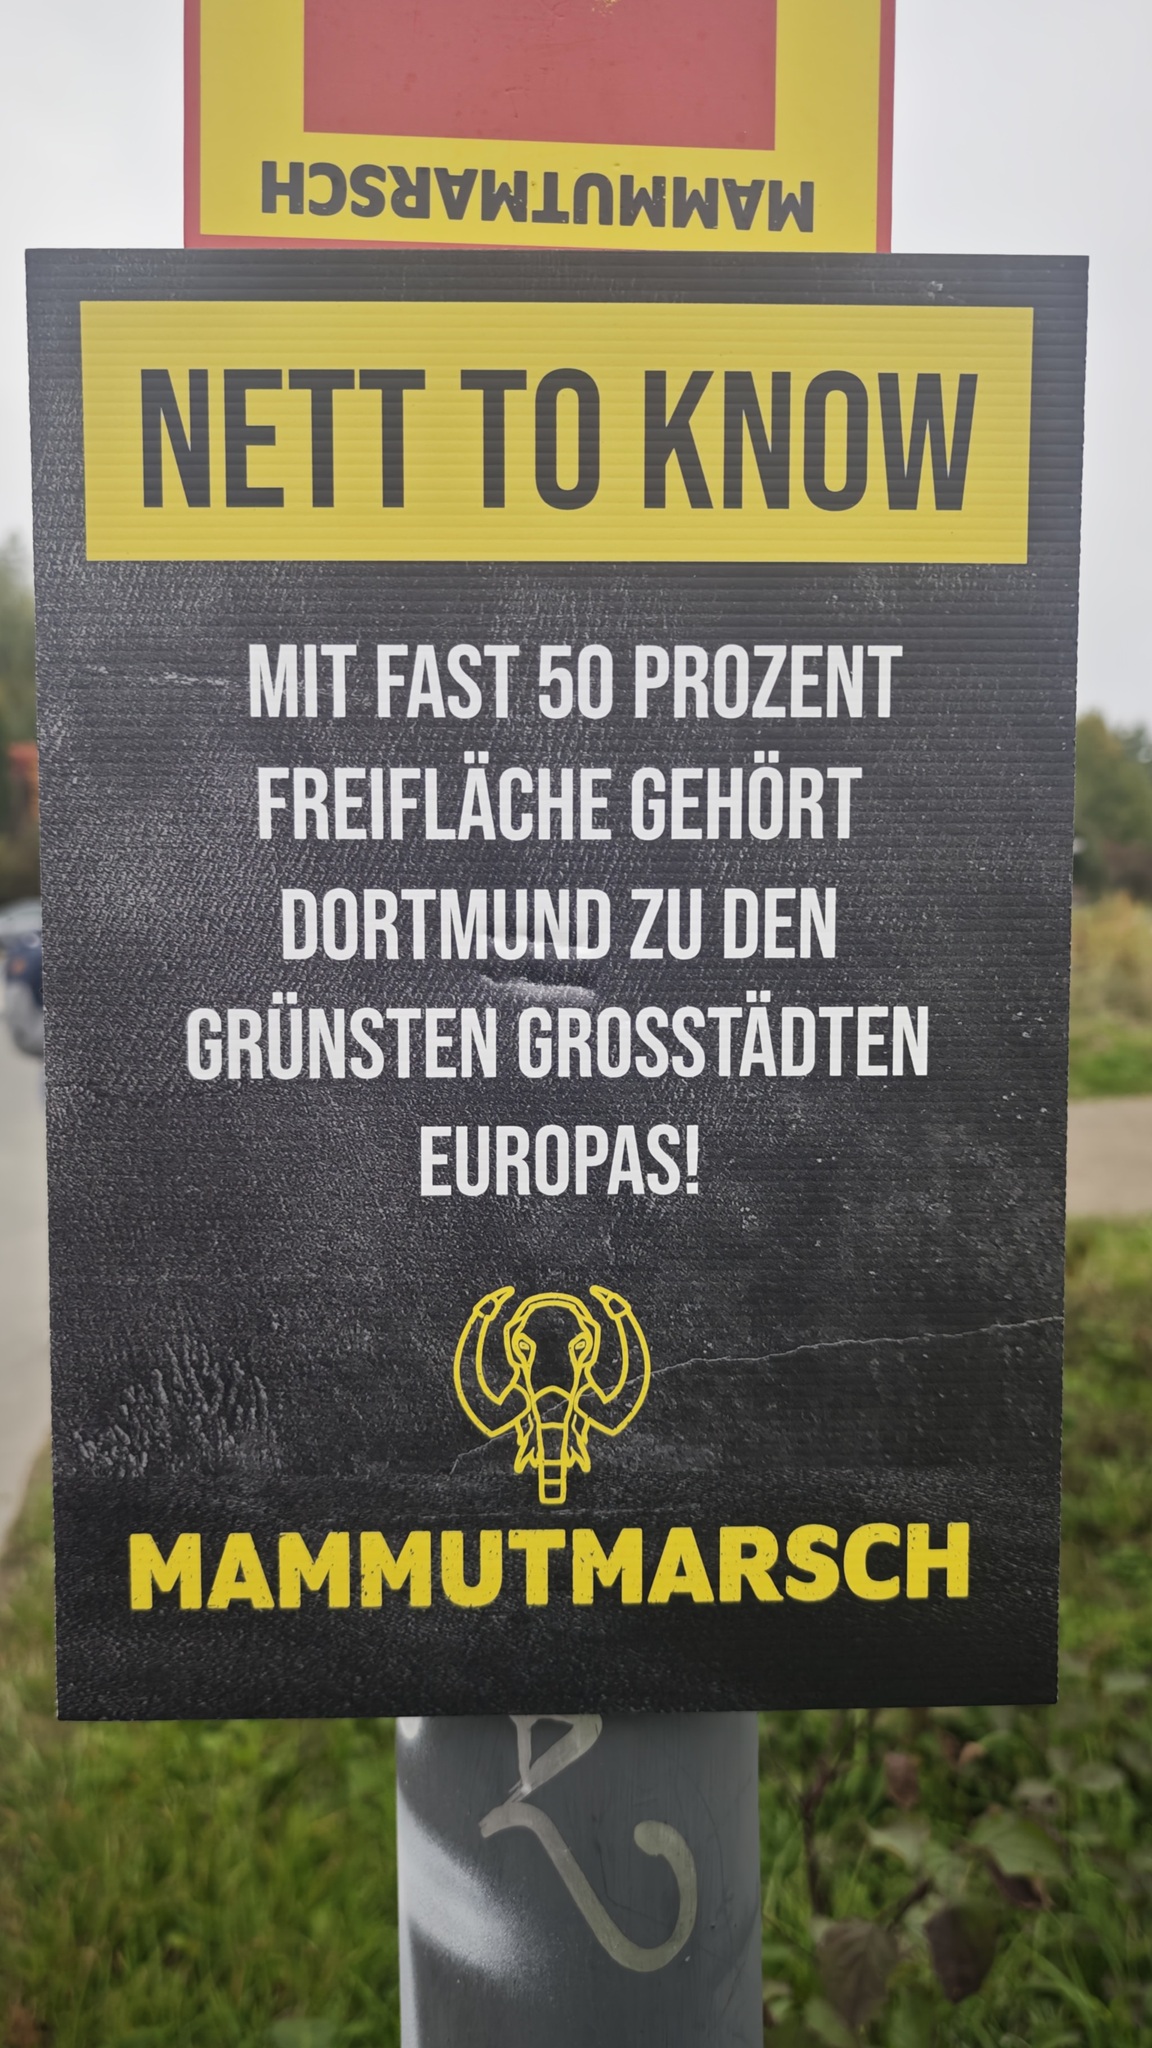 MAMMUTMARSCH
NETT TO KNOW
MIT FAST 50 PROZENT
FREIFLÄCHE GEHÖRT
DORTMUND ZU DEN
GRÜNSTEN GROSSTÄDTEN
EUROPAS!
MAMMUTMARSCH